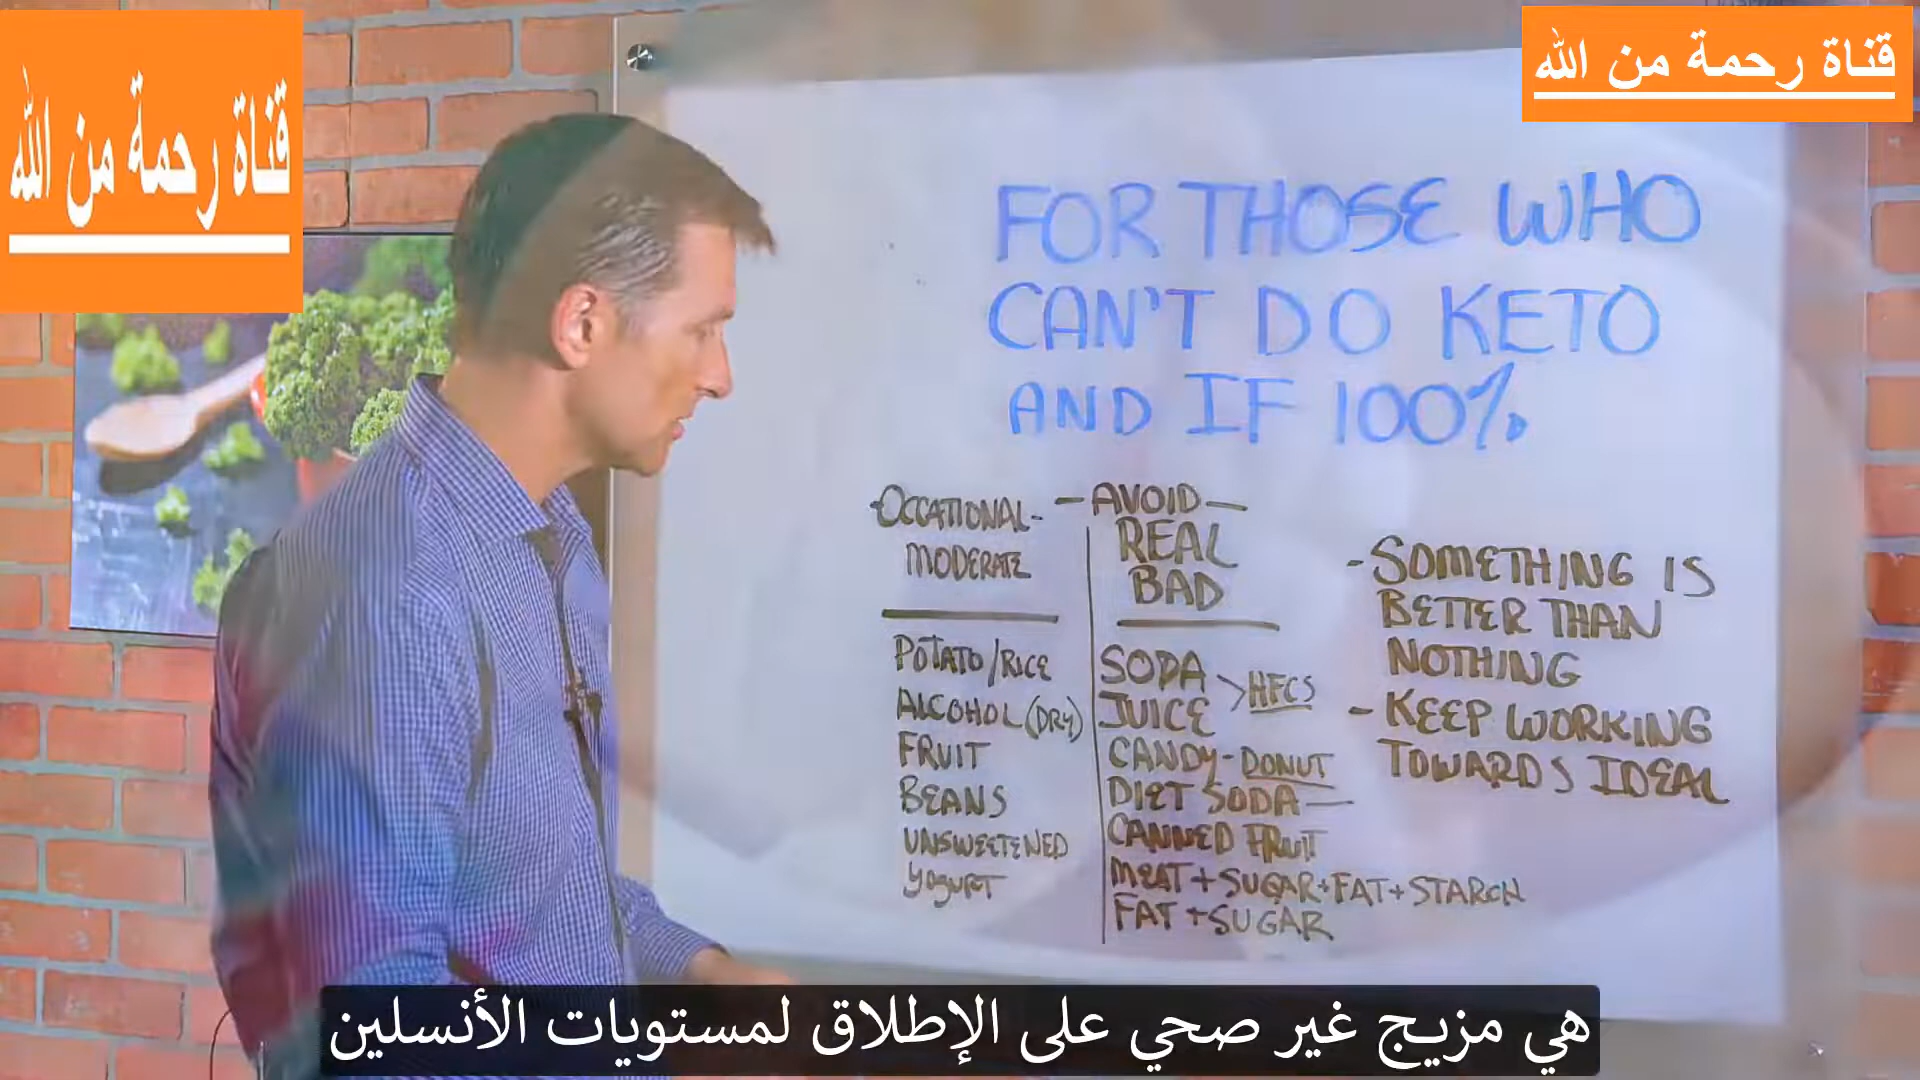 قناة رحمة من الله
قناة رحمة من الله
FOR THOSE WHO
CAN'T DO KETO
AND IF 100%
-OCCATIONAL-
MODERATE
POTATO/RICE
ALCOHOL (DRY)
FRUIT
BEANS
UNSWEETENED
YOGURT
-AVOID-
REAL
BAD
SODA
JUICE
>HFCS
CANDY-DONUT
DIET SODA-
CANNED FRUIT
MEAT+SUGAR+FAT+STARCH
FAT+SUGAR
-SOMETHING IS
BETTER THAN
NOTHING
-KEEP WORKING
TOWARDS IDEAL
هي مزيج غير صحي على الإطلاق لمستويات الأنسلين